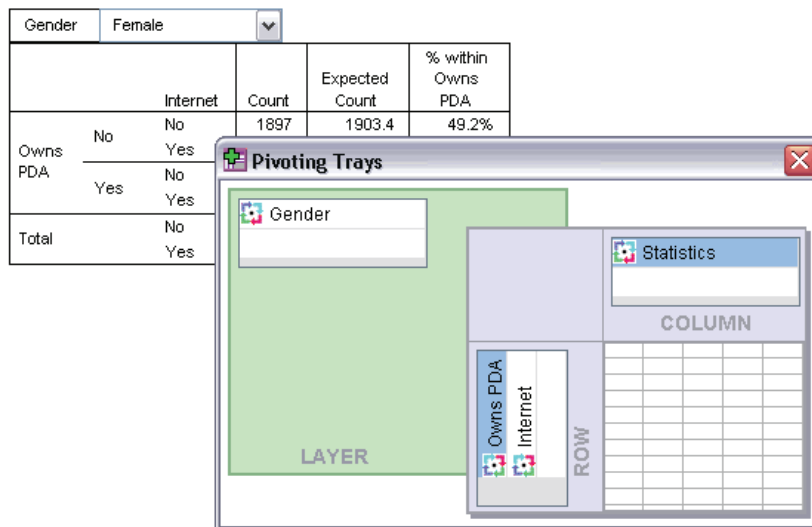 Gender Female
% within
Expected Owns
Internet Count Count PDA
No 1897 1903.4 49.2%
No
Owns Yes
PDA No
Yes
Yes
No
Total
Yes
Pivoting Trays
Gender
Statistics
COLUMN
Owns PDA
Internet
ROW
LAYER